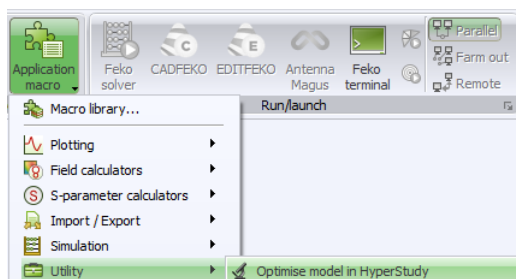 Application macro
Feko solver
CADFEKO
EDITFEKO
Antenna Magus
Feko terminal
Parallel
Farm out
Remote
Run/launch
Macro library...
Plotting
Field calculators
S S-parameter calculators
Import / Export
Simulation
Utility
Optimise model in HyperStudy